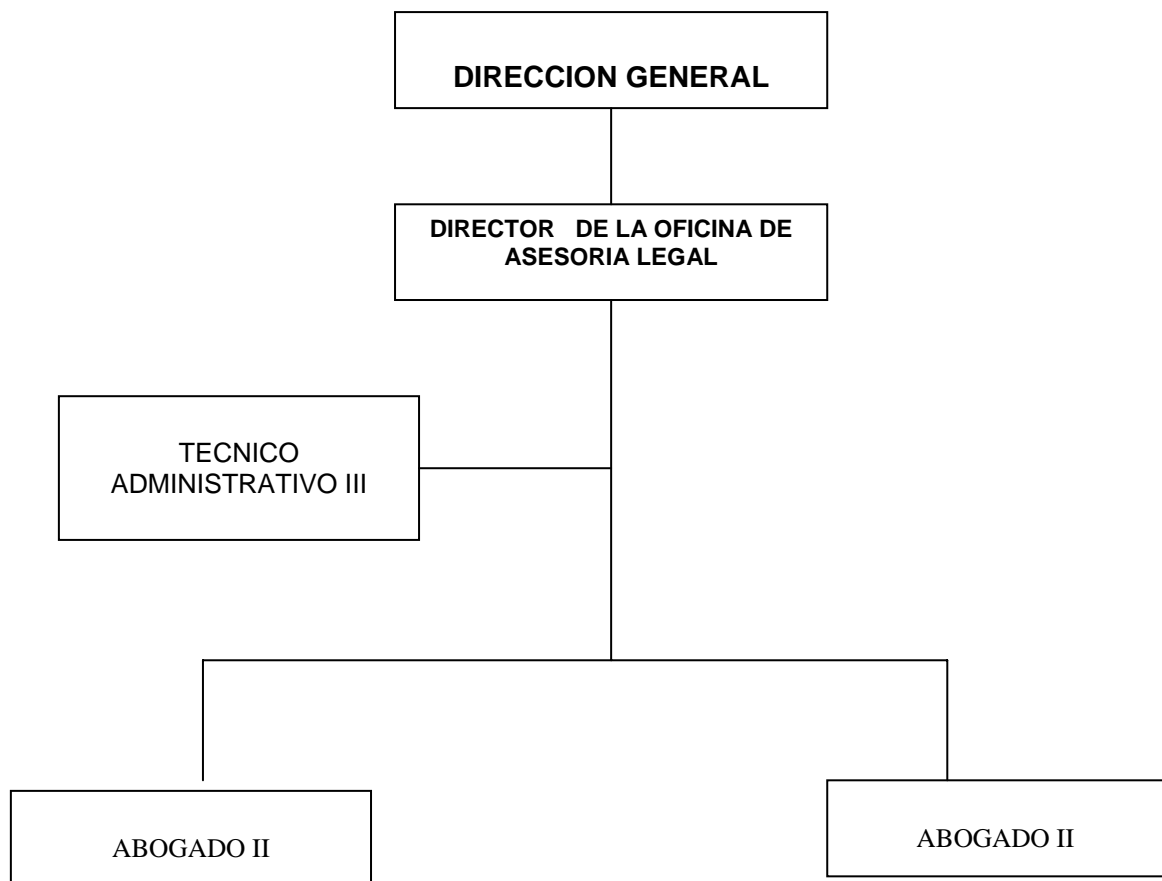 DIRECCION GENERAL
DIRECTOR   DE LA OFICINA DE
ASESORIA LEGAL
TECNICO
ADMINISTRATIVO III
ABOGADO II
ABOGADO II